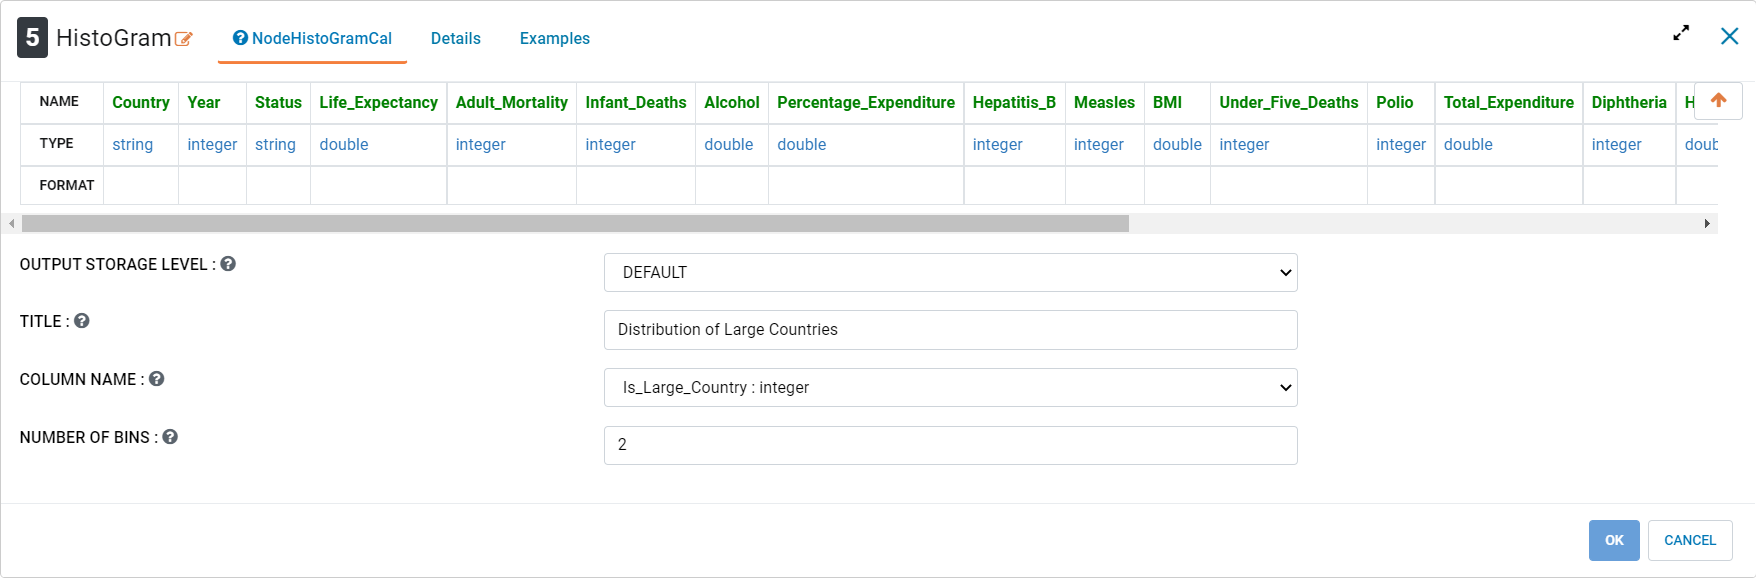 5 HistoGram NodeHistoGramCal Details Examples
NAME Country Year Status Life_Expectancy Adult_Mortality Infant_Deaths Alcohol Percentage_Expenditure Hepatitis_B Measles BMI Under_Five_Deaths Polio Total_Expenditure Diphtheria H
TYPE string integer string double integer integer double double integer integer double integer integer double integer doub
FORMAT
OUTPUT STORAGE LEVEL :
DEFAULT
TITLE :
Distribution of Large Countries
COLUMN NAME :
Is_Large_Country : integer
NUMBER OF BINS :
2
OK CANCEL